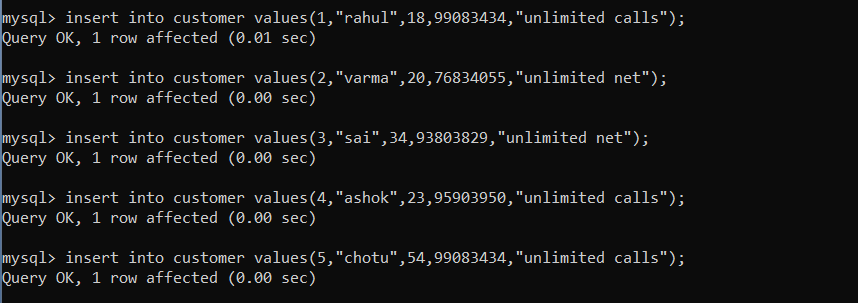 mysql> insert into customer values(1,"rahul",18,99083434,"unlimited calls");
Query OK, 1 row affected (0.01 sec)
mysql> insert into customer values(2,"varma",20,76834055,"unlimited net");
Query OK, 1 row affected (0.00 sec)
mysql> insert into customer values(3,"sai",34,93803829,"unlimited net");
Query OK, 1 row affected (0.00 sec)
mysql> insert into customer values(4,"ashok",23,95903950,"unlimited calls");
Query OK, 1 row affected (0.00 sec)
mysql> insert into customer values(5,"chotu",54,99083434,"unlimited calls");
Query OK, 1 row affected (0.00 sec)